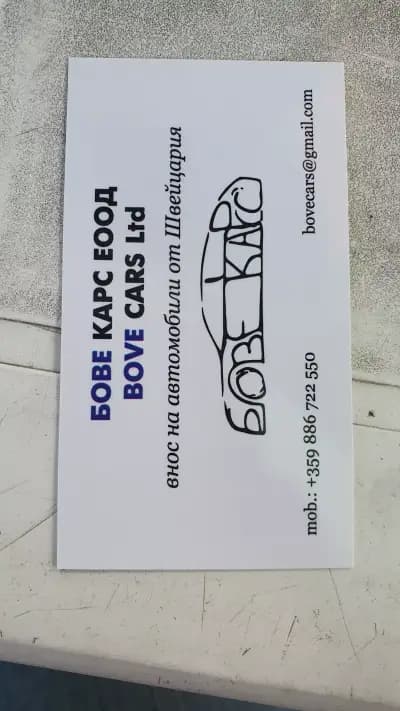 БОВЕ КАРС ЕООД
BOVE CARS Ltd
внос на автомобили от Швейцария
БОВЕ КАРС
mob.: +359 886 722 550
bovecars@gmail.com